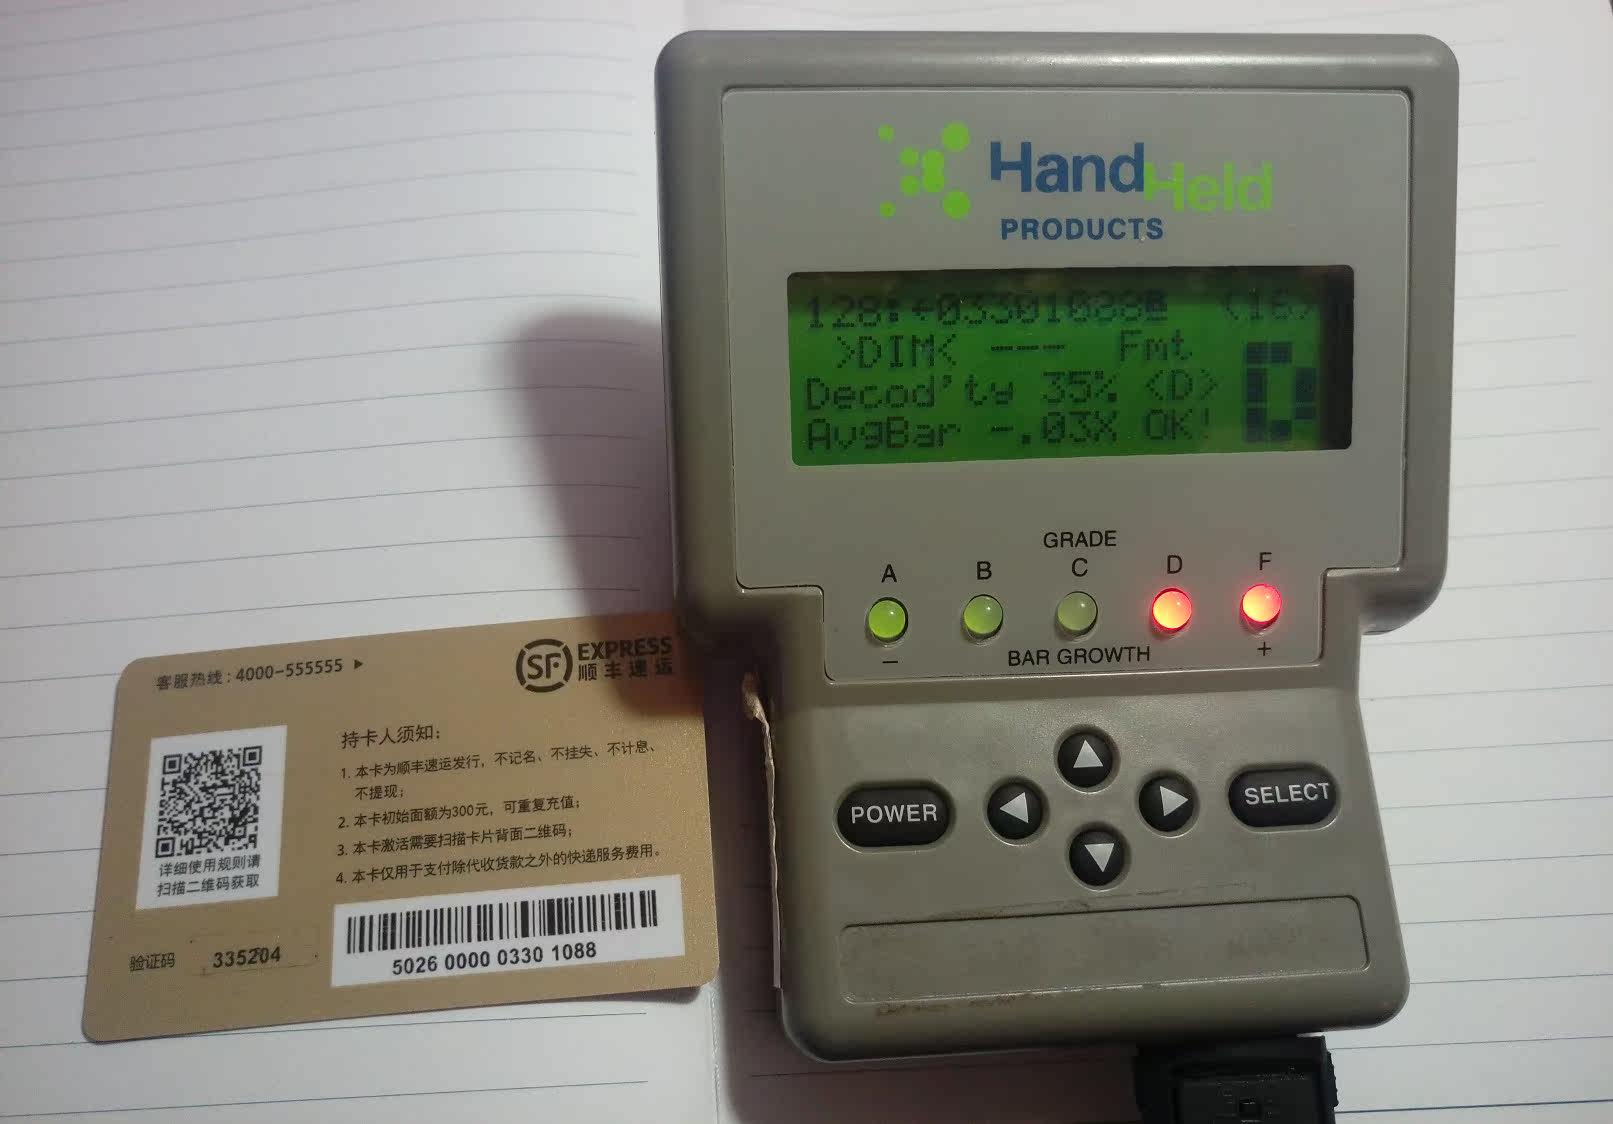 客服热线：4000-555555
SF EXPRESS
顺丰速运
持卡人须知：
1. 本卡为顺丰速运发行，不记名、不挂失、不计息、
不提现；
2. 本卡初始面额为300元，可重复充值；
3. 本卡激活需要扫描卡片背面二维码；
4. 本卡仅用于支付除代收货款之外的快递服务费用。
详细使用规则请
扫描二维码获取
验证码 335204
5026 0000 0330 1088
HandHeld
PRODUCTS
128:←03301088 (16)
>DIM< --- Fmt
Decod'ty 35% <D>
AvgBar -.03X OK!
D
GRADE
A B C D F
- BAR GROWTH +
POWER
SELECT